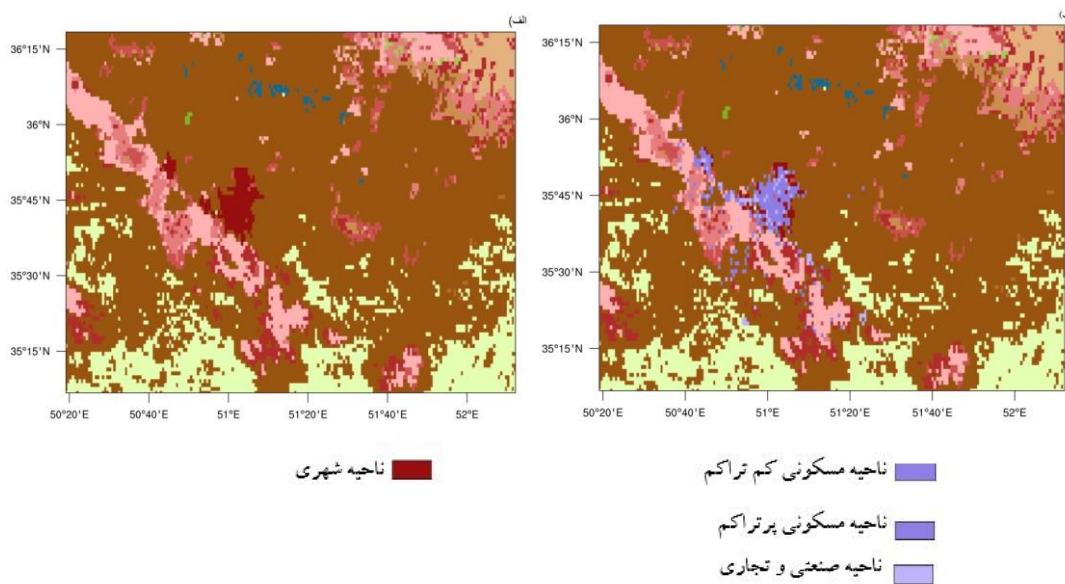 الف)
36°15'N
36°N
35°45'N
35°30'N
35°15'N
50°20'E 50°40'E 51°E 51°20'E 51°40'E 52°E
ناحیه شهری
36°15'N
36°N
35°45'N
35°30'N
35°15'N
50°20'E 50°40'E 51°E 51°20'E 51°40'E 52°E
ناحیه مسکونی کم تراکم
ناحیه مسکونی پرتراکم
ناحیه صنعتی و تجاری